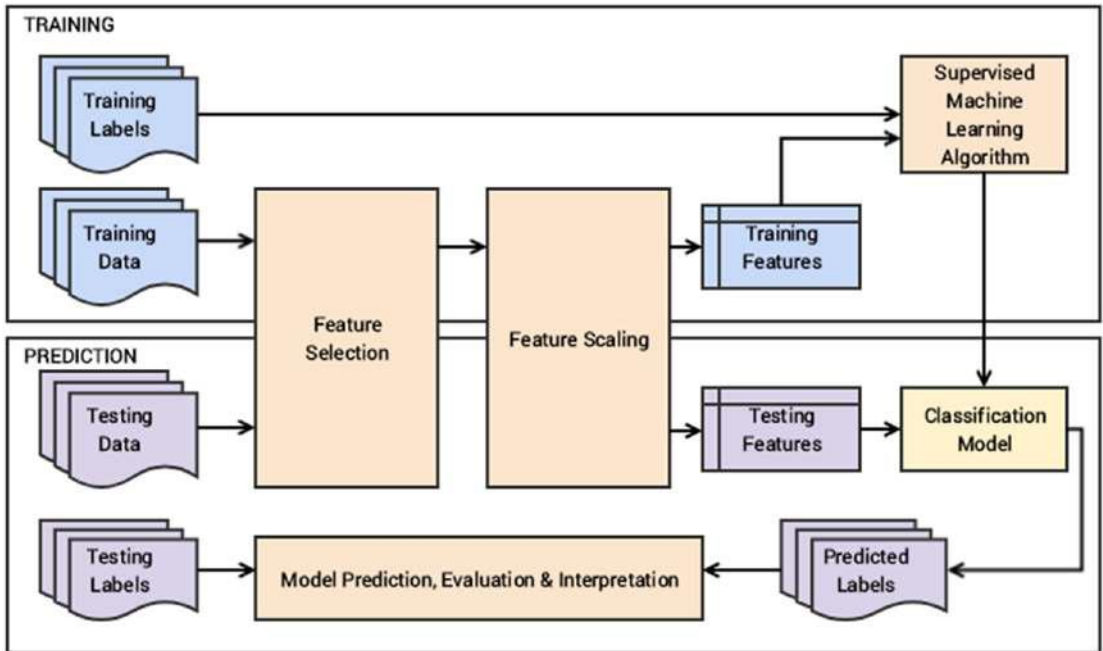 TRAINING
Training
Labels
Supervised
Machine
Learning
Algorithm
Training
Data
Feature
Selection
Feature Scaling
Training
Features
PREDICTION
Testing
Data
Testing
Features
Classification
Model
Testing
Labels
Model Prediction, Evaluation & Interpretation
Predicted
Labels